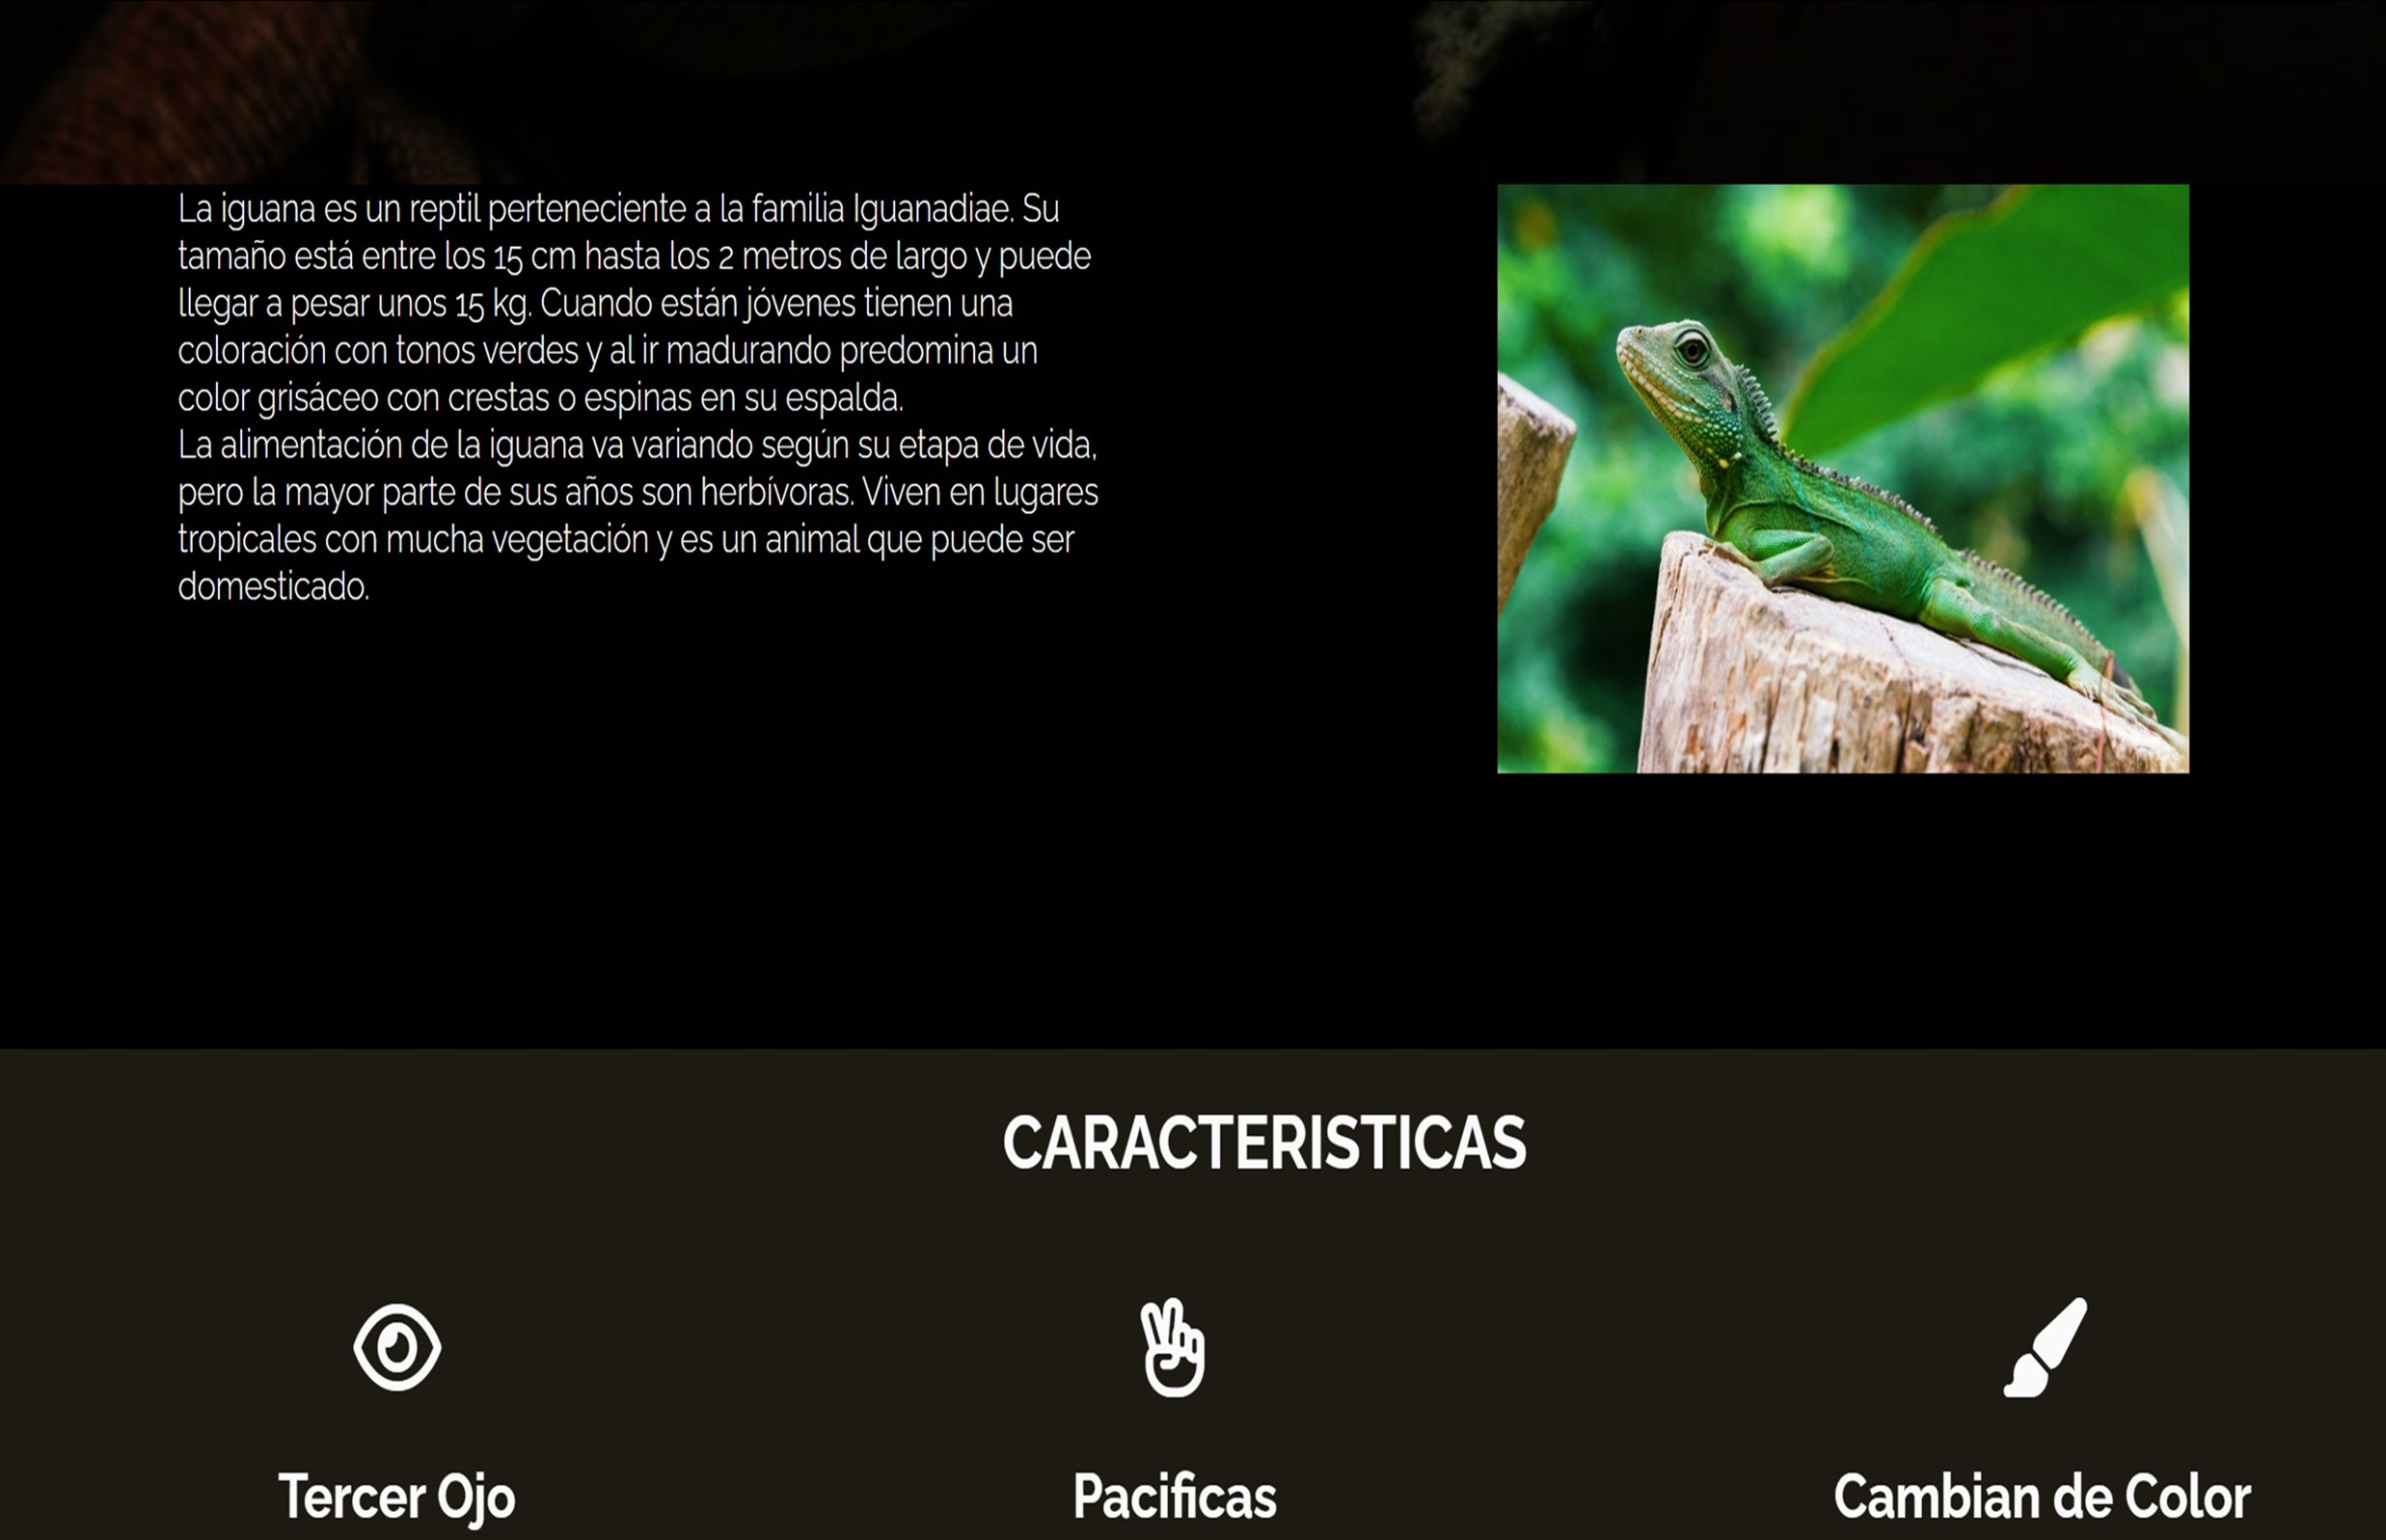 La iguana es un reptil perteneciente a la familia Iguanadiae. Su
tamaño está entre los 15 cm hasta los 2 metros de largo y puede
llegar a pesar unos 15 kg. Cuando están jóvenes tienen una
coloración con tonos verdes y al ir madurando predomina un
color grisáceo con crestas o espinas en su espalda.
La alimentación de la iguana va variando según su etapa de vida,
pero la mayor parte de sus años son herbívoras. Viven en lugares
tropicales con mucha vegetación y es un animal que puede ser
domesticado.
CARACTERISTICAS
Tercer Ojo
Pacificas
Cambian de Color